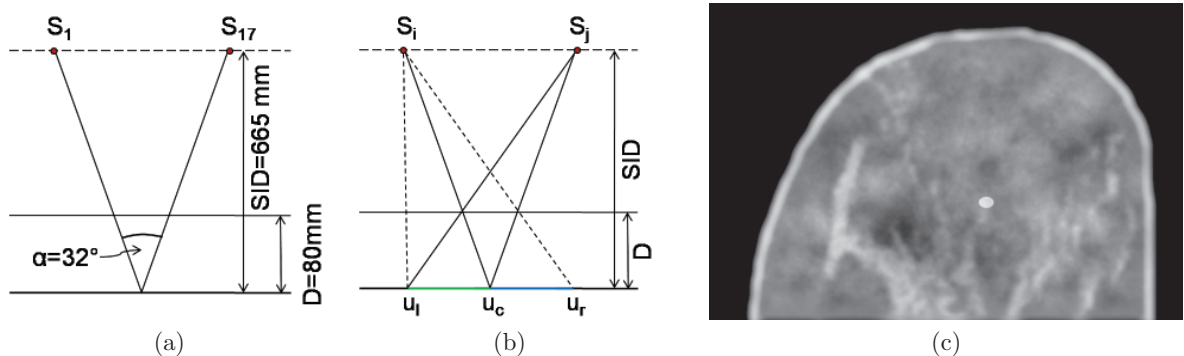 S1 S17
SID=665 mm
α=32°
D=80mm
(a)
Si Sj
SID
D
ul uc ur
(b)
(c)